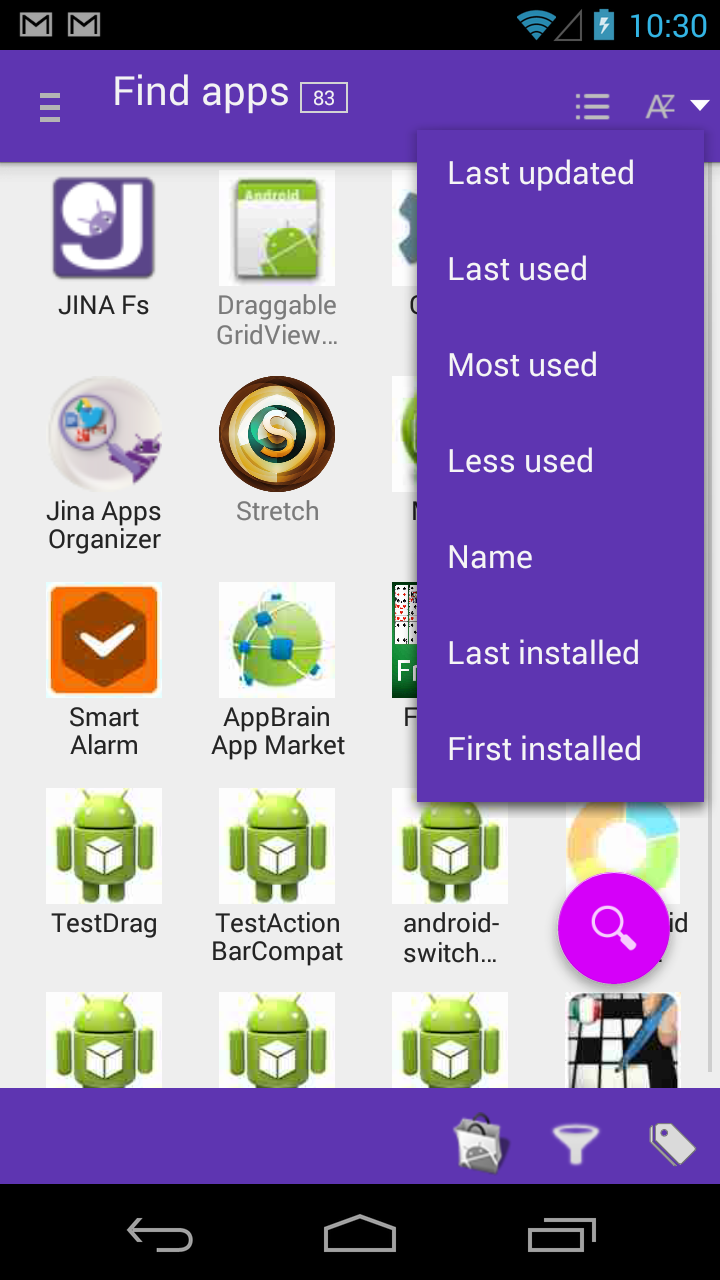 10:30
Find apps 83
AZ
Last updated
Last used
Most used
Less used
Name
Last installed
First installed
Android
JINA Fs
Draggable
GridView...
Jina Apps
Organizer
Stretch
Smart
Alarm
AppBrain
App Market
F
TestDrag
TestAction
BarCompat
android-
switch...
id